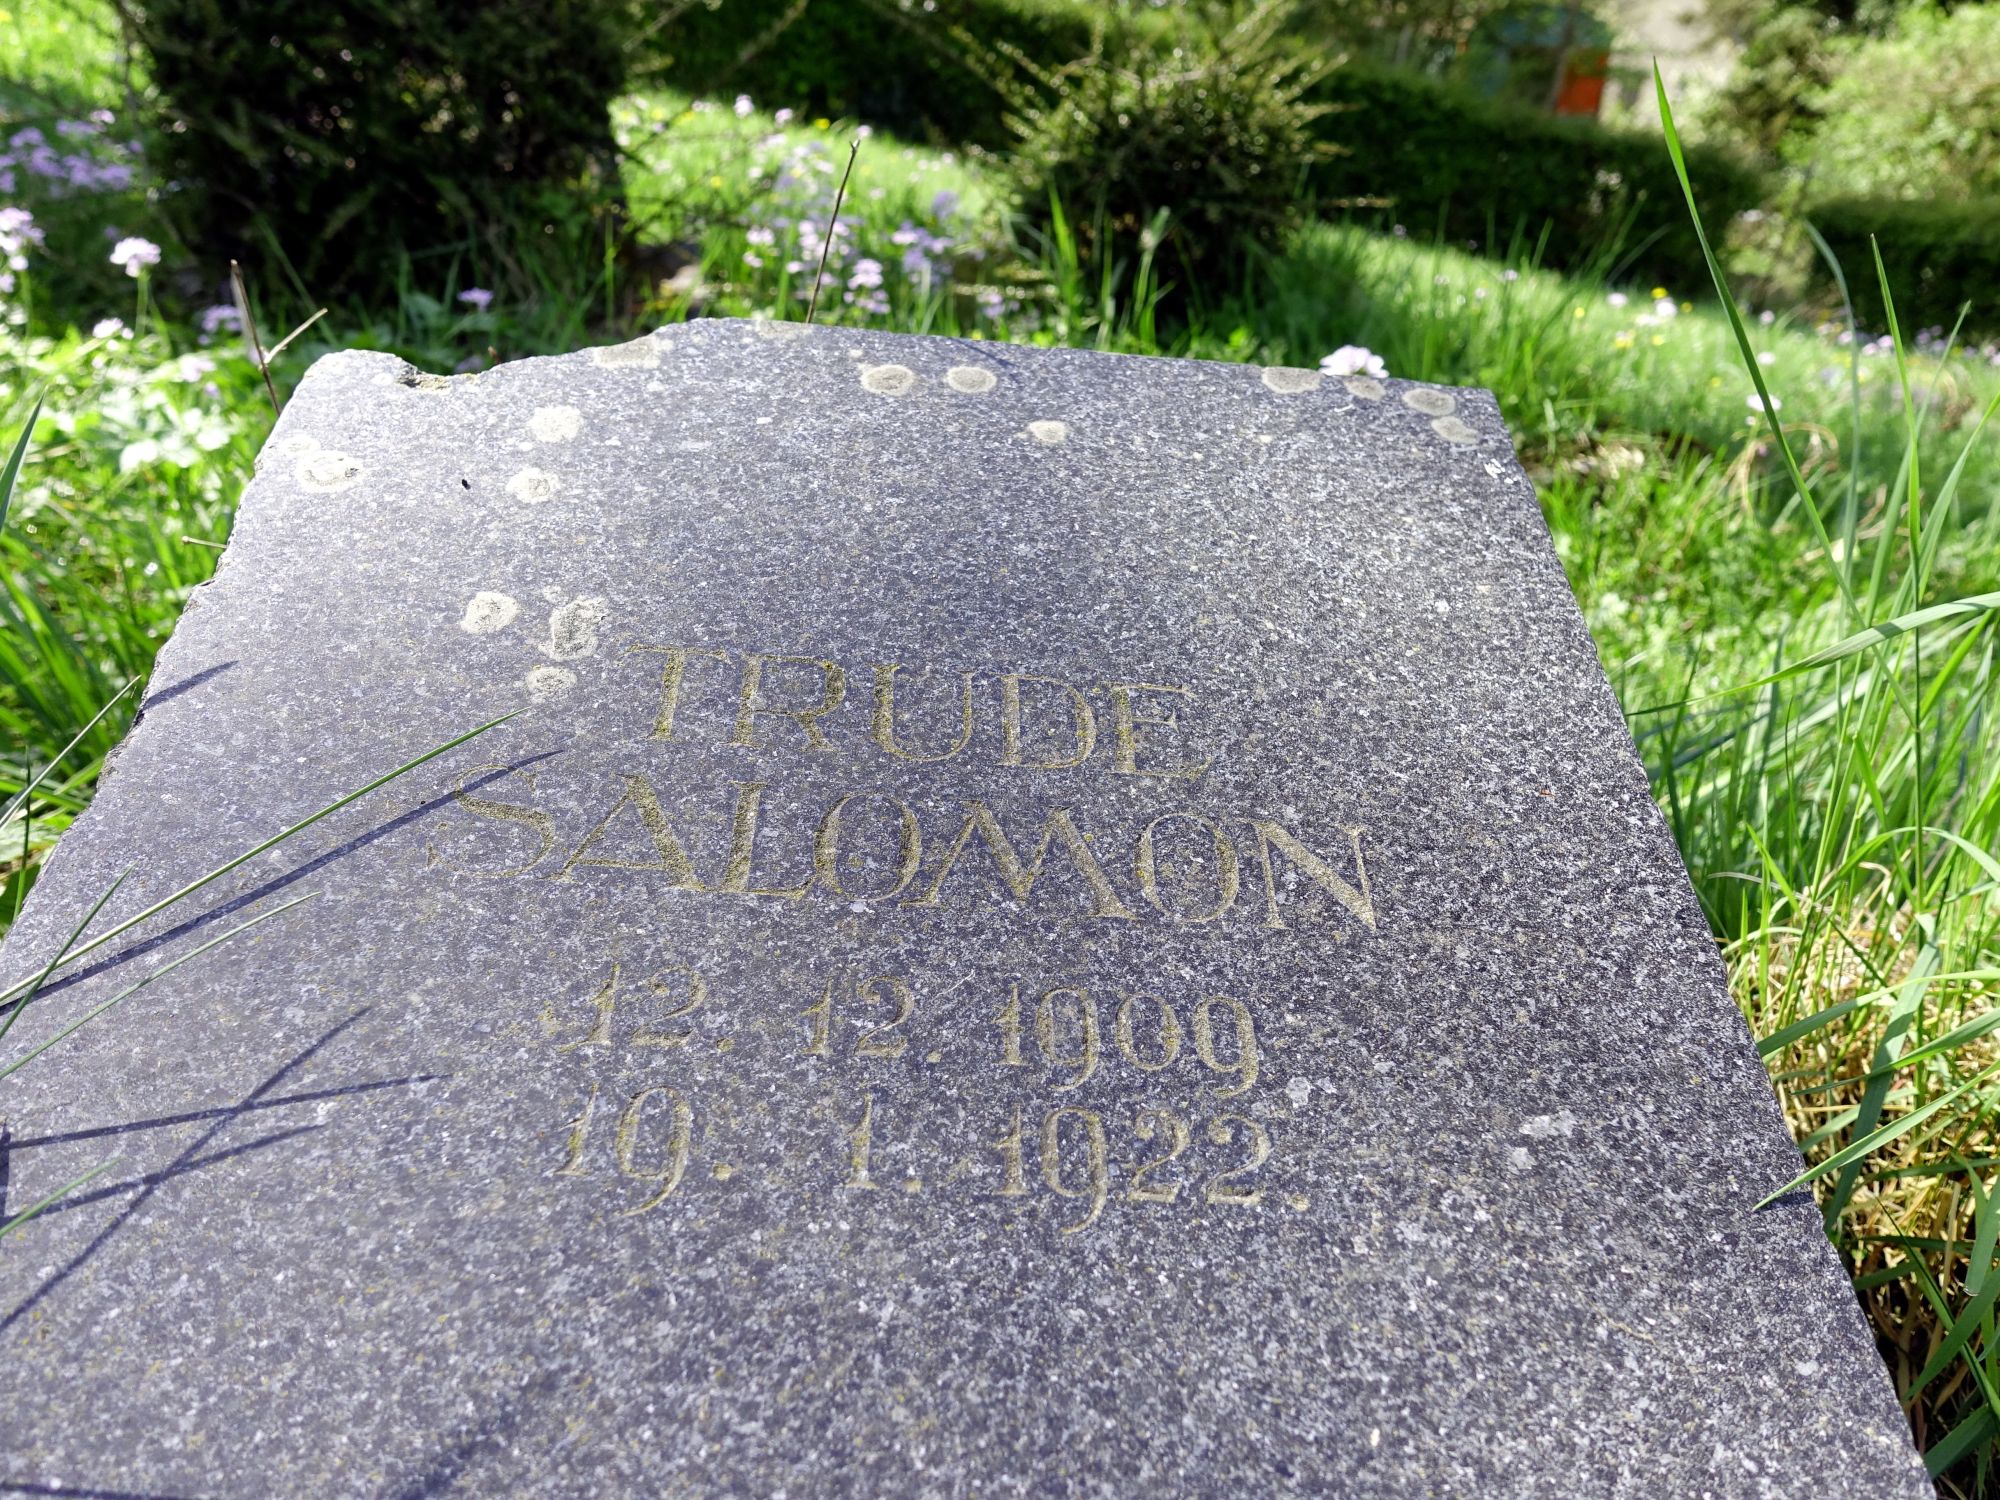 TRUDE
SALOMON
12. 12. 1909
19. 1. 1922.